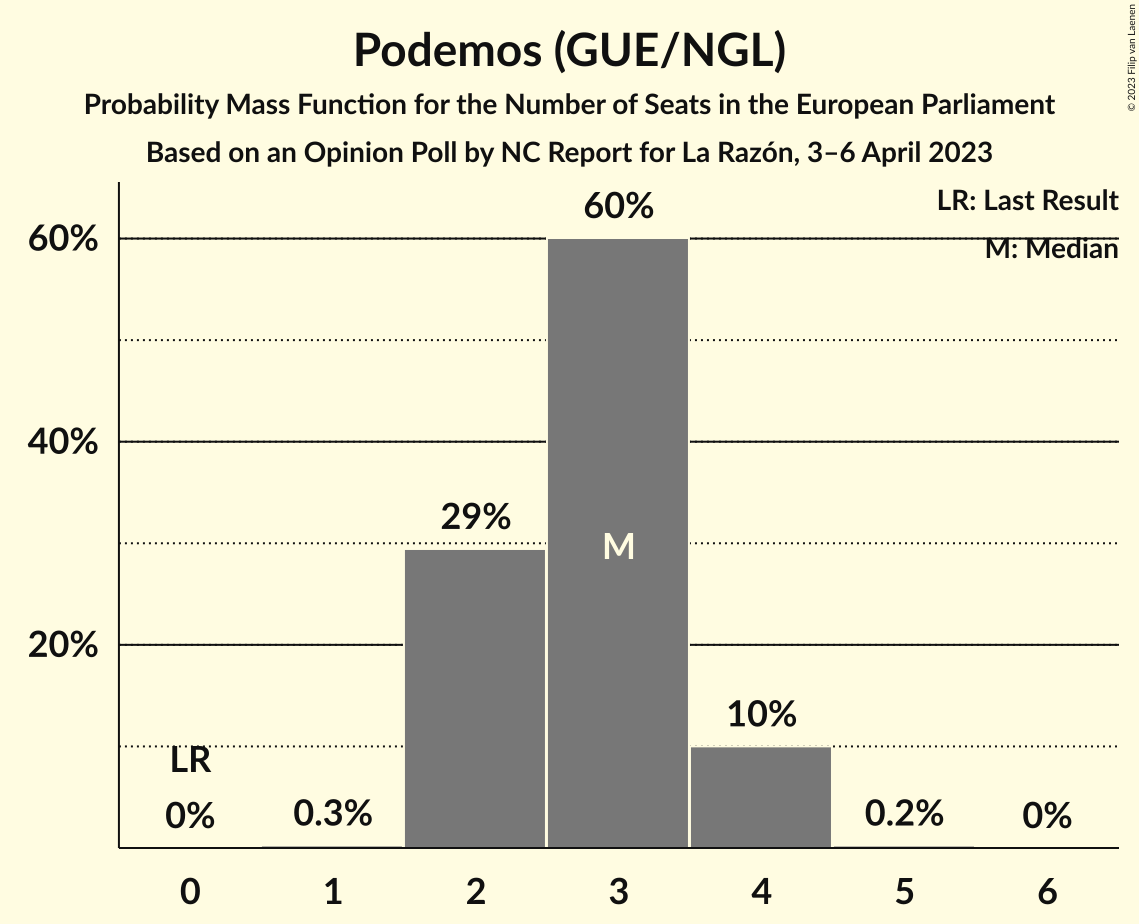 Podemos (GUE/NGL)
Probability Mass Function for the Number of Seats in the European Parliament
Based on an Opinion Poll by NC Report for La Razón, 3–6 April 2023
© 2023 Filip van Laenen
LR: Last Result
M: Median
60%
40%
20%
LR
0%
0.3%
29%
60%
M
10%
0.2%
0%
0 1 2 3 4 5 6